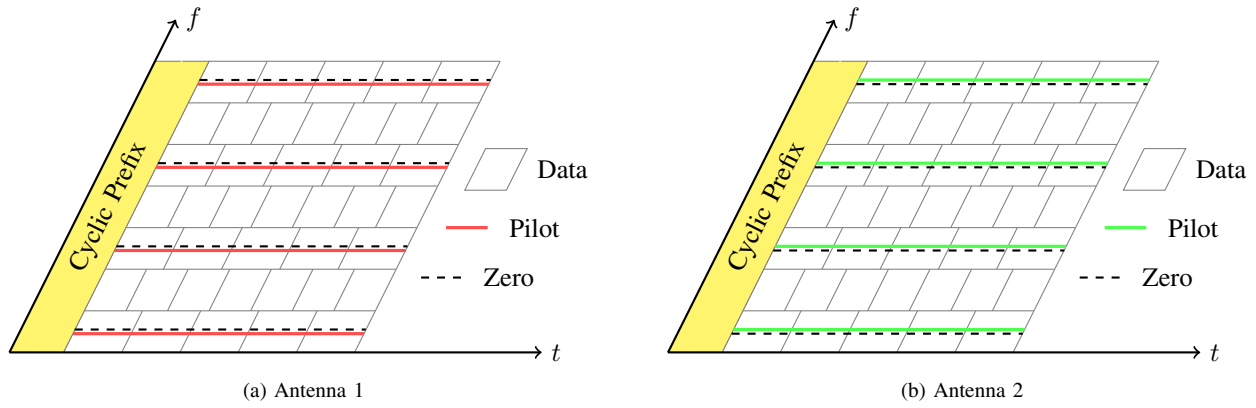 f
Cyclic Prefix
Data
Pilot
Zero
t
(a) Antenna 1
f
Cyclic Prefix
Data
Pilot
Zero
t
(b) Antenna 2